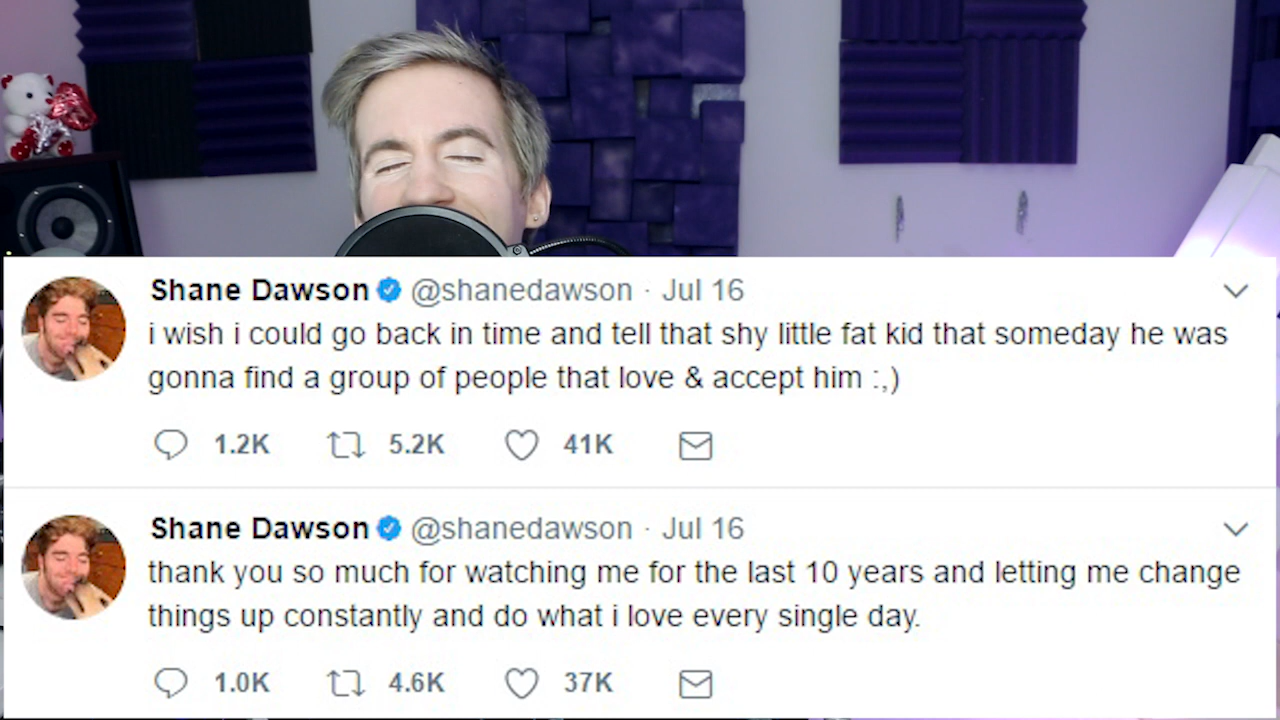 Shane Dawson @shanedawson · Jul 16
i wish i could go back in time and tell that shy little fat kid that someday he was
gonna find a group of people that love & accept him :,)
1.2K 5.2K 41K
Shane Dawson @shanedawson · Jul 16
thank you so much for watching me for the last 10 years and letting me change
things up constantly and do what i love every single day.
1.0K 4.6K 37K